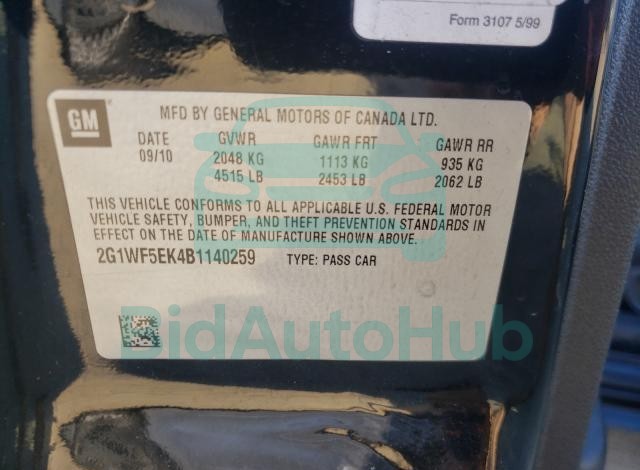 Form 3107 5/99
GM
MFD BY GENERAL MOTORS OF CANADA LTD.
DATE GVWR GAWR FRT GAWR RR
09/10 2048 KG 1113 KG 935 KG
4515 LB 2453 LB 2062 LB
THIS VEHICLE CONFORMS TO ALL APPLICABLE U.S. FEDERAL MOTOR
VEHICLE SAFETY, BUMPER, AND THEFT PREVENTION STANDARDS IN
EFFECT ON THE DATE OF MANUFACTURE SHOWN ABOVE.
2G1WF5EK4B1140259 TYPE: PASS CAR
BidAutoHub